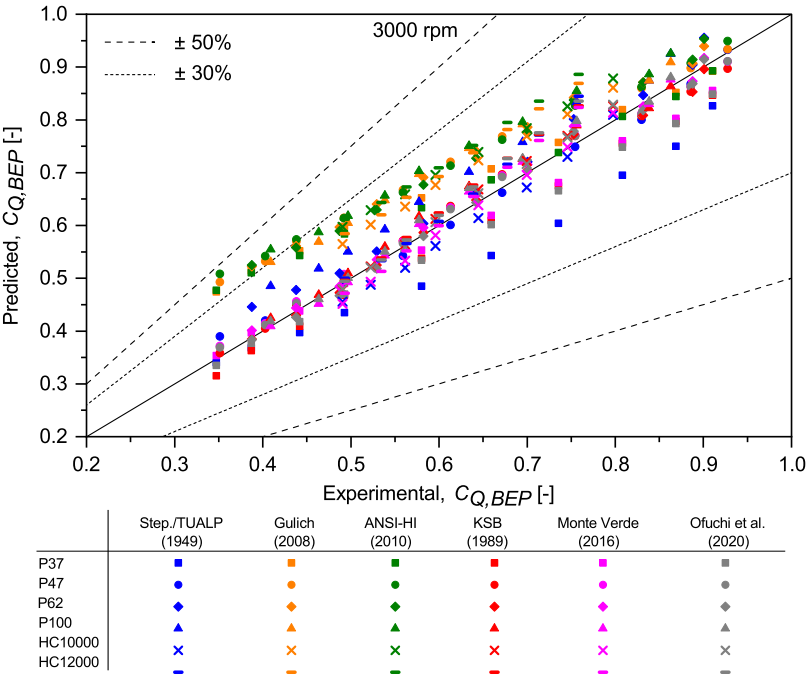 1.0
0.9
0.8
0.7
0.6
0.5
0.4
0.3
0.2
Predicted, C_Q,BEP [-]
3000 rpm
± 50%
± 30%
0.2 0.3 0.4 0.5 0.6 0.7 0.8 0.9 1.0
Experimental, C_Q,BEP [-]
Step./TUALP Gulich ANSI-HI KSB Monte Verde Ofuchi et al.
(1949) (2008) (2010) (1989) (2016) (2020)
P37
P47
P62
P100
HC10000
HC12000